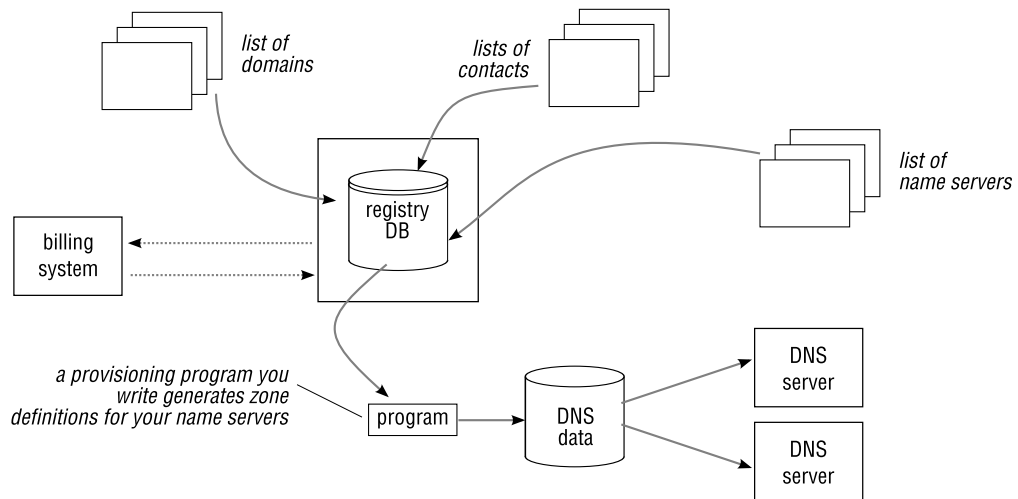 list of
domains
lists of
contacts
list of
name servers
registry
DB
billing
system
a provisioning program you
write generates zone
definitions for your name servers
program
DNS
data
DNS
server
DNS
server